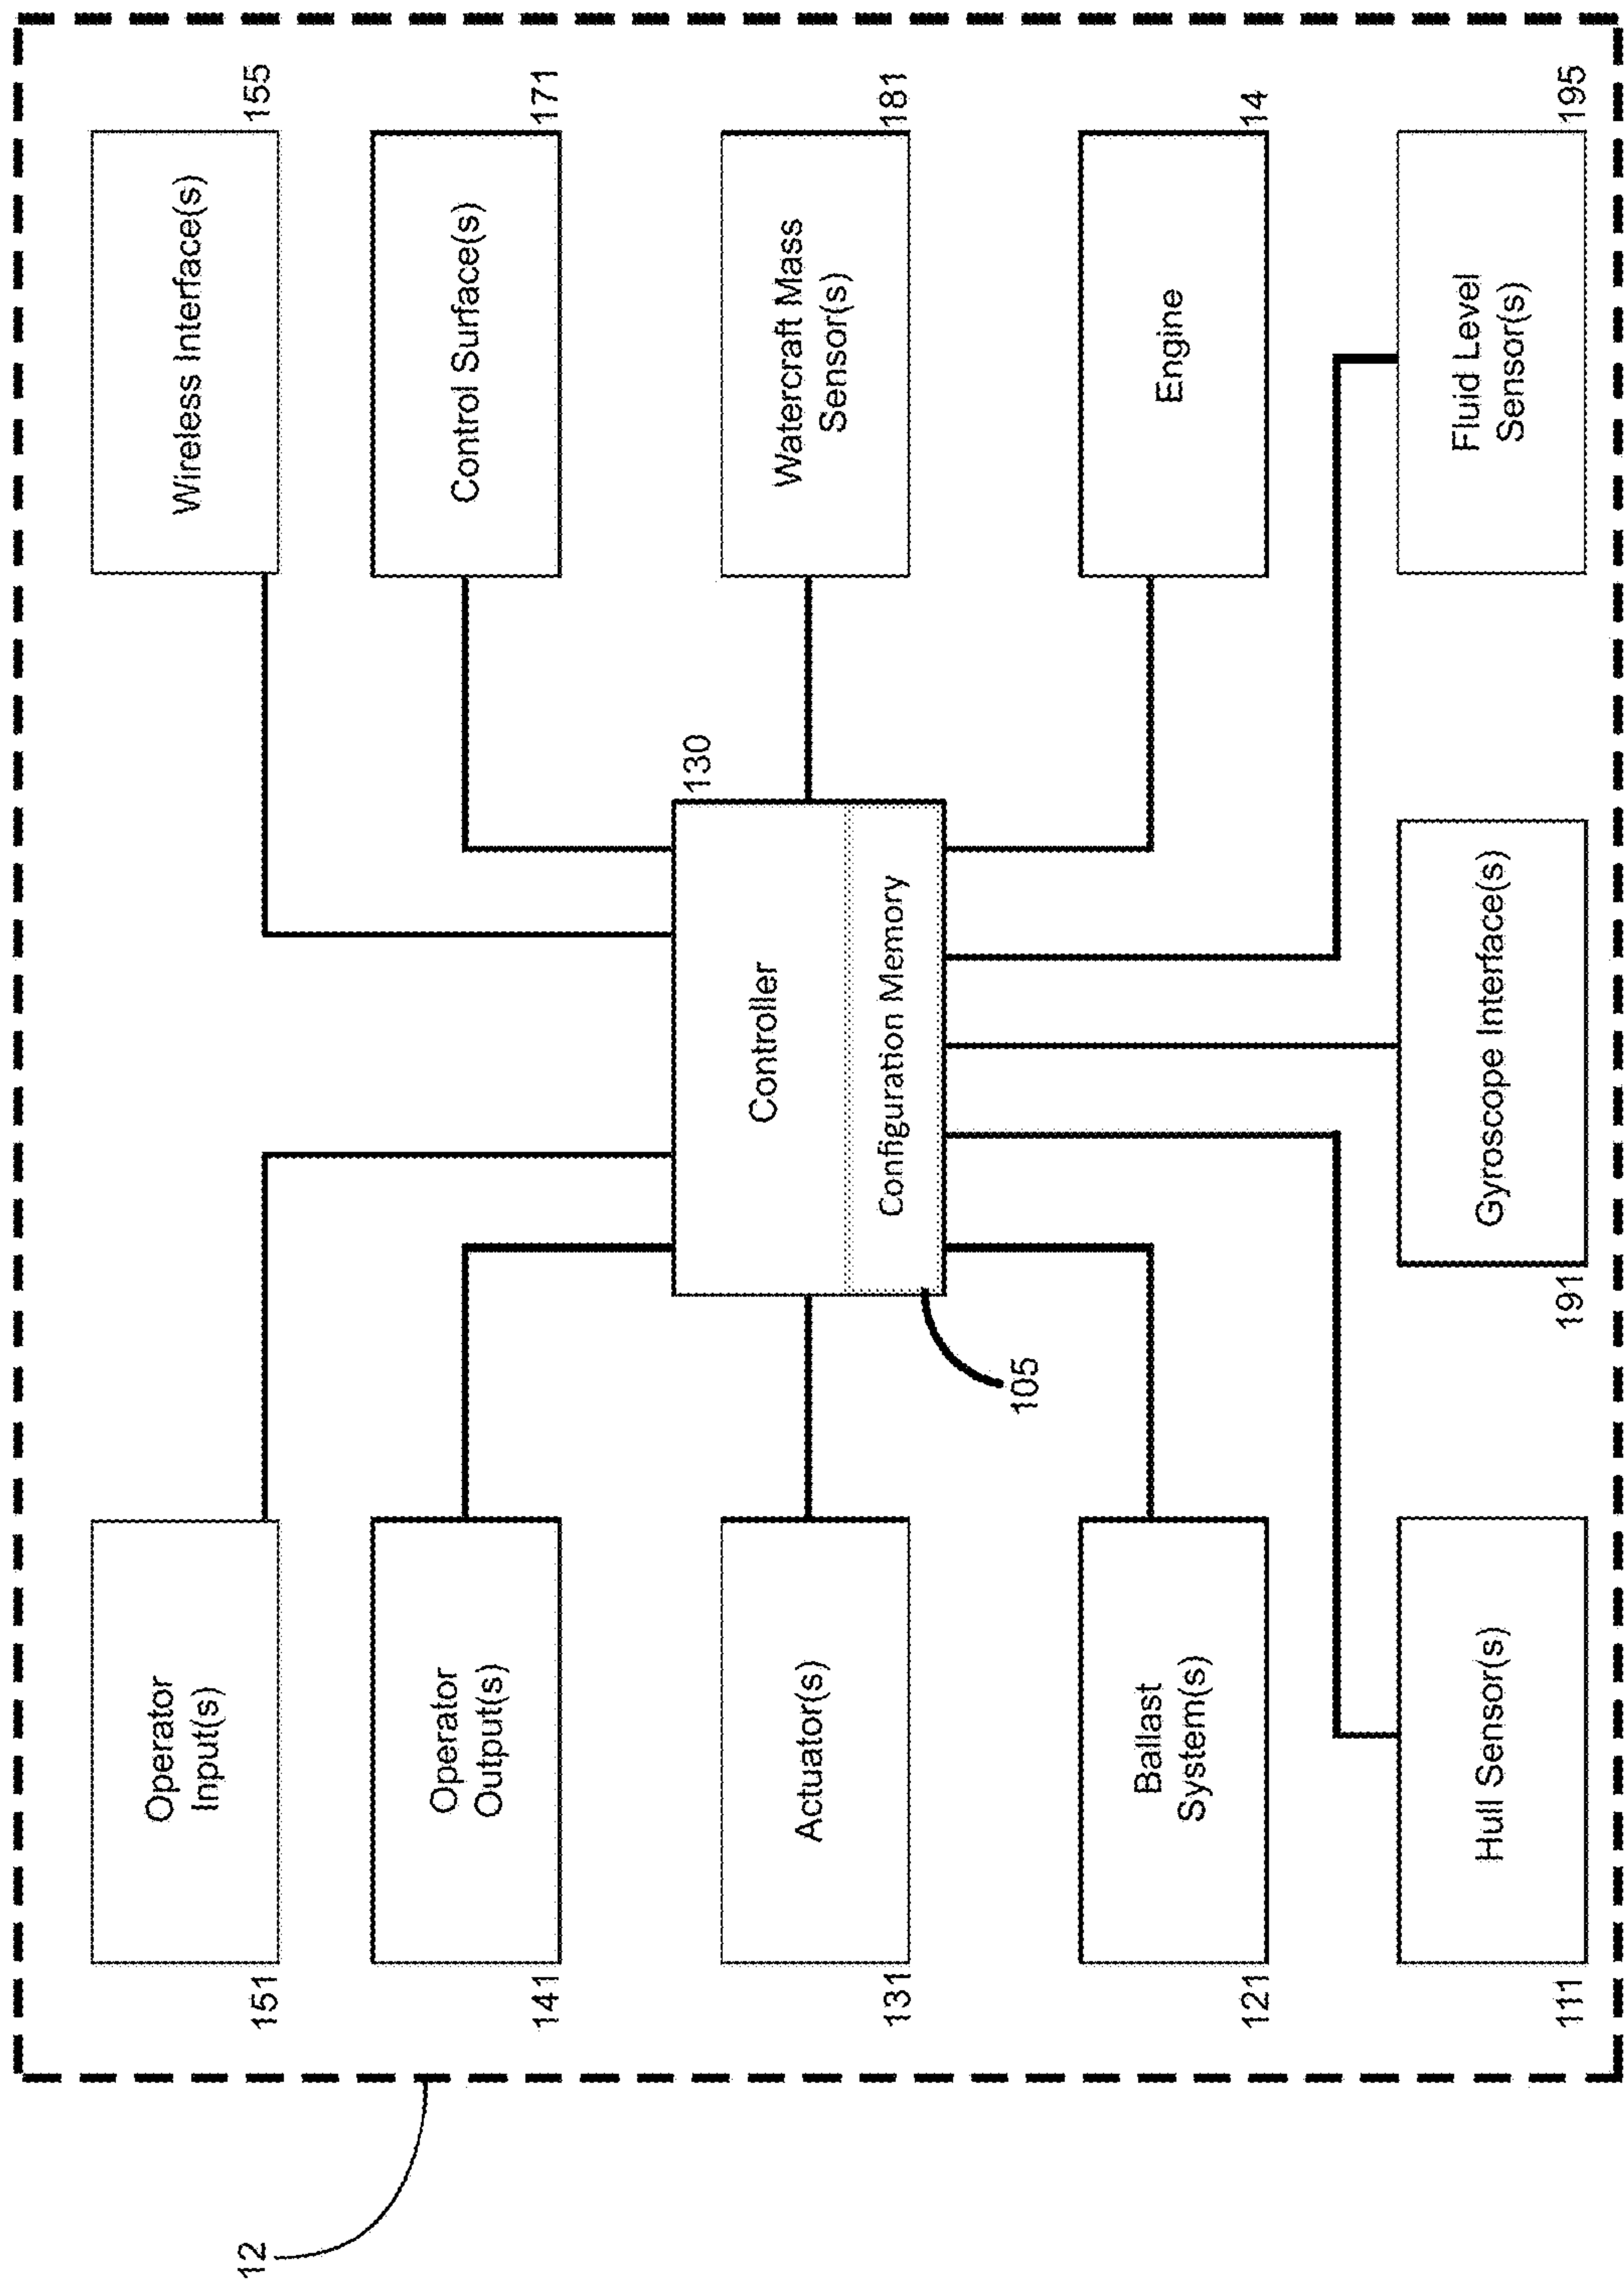 Operator
Input(s)
151
Wireless Interface(s)
155
Operator
Output(s)
141
Control Surface(s)
171
130
Controller
Configuration Memory
105
Actuator(s)
131
Watercraft Mass
Sensor(s)
181
Ballast
System(s)
121
Engine
14
Hull Sensor(s)
111
Gyroscope Interface(s)
191
Fluid Level
Sensor(s)
195
12